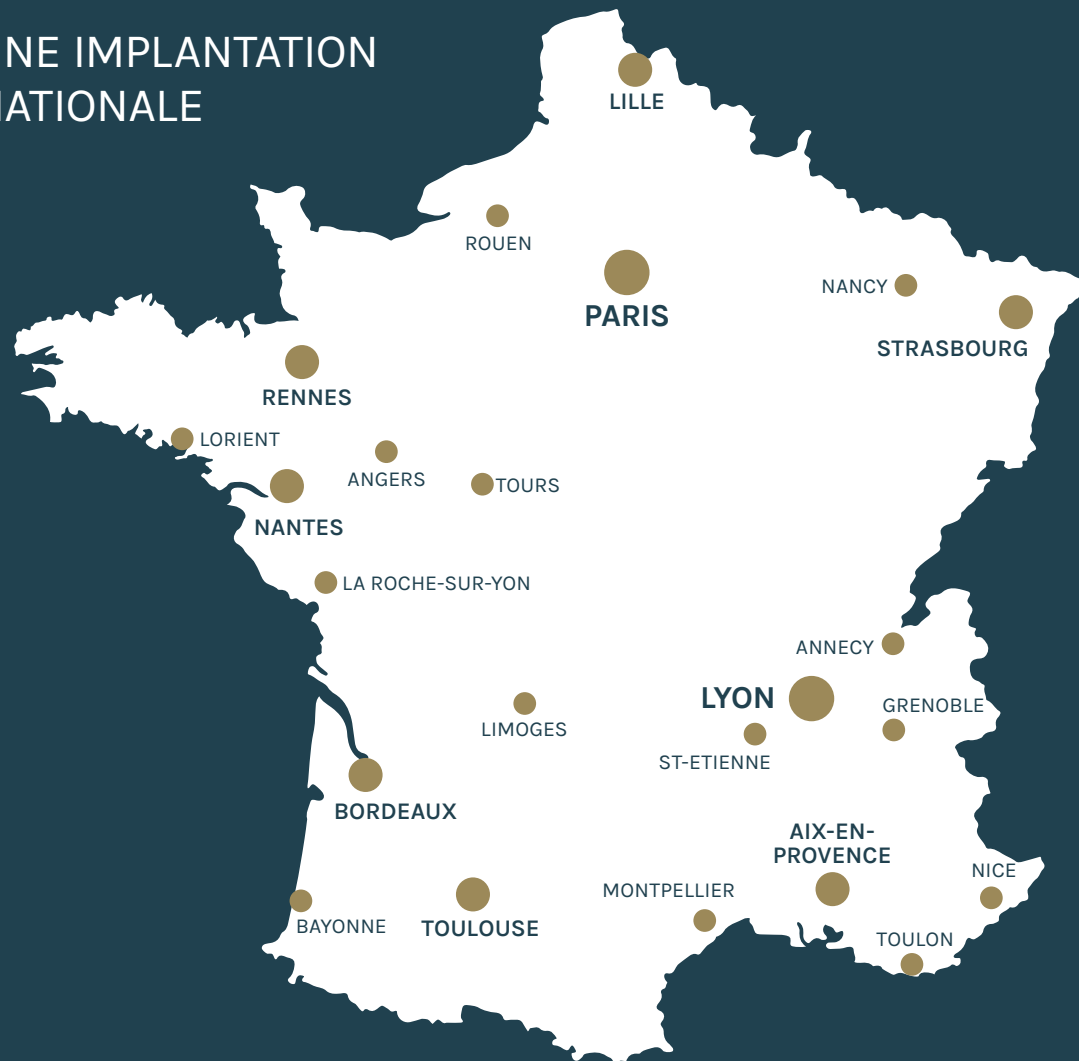 NE IMPLANTATION
NATIONALE
LILLE
ROUEN
PARIS
NANCY
STRASBOURG
RENNES
LORIENT
ANGERS
TOURS
NANTES
LA ROCHE-SUR-YON
ANNECY
LYON
GRENOBLE
LIMOGES
ST-ETIENNE
BORDEAUX
AIX-EN-
PROVENCE
NICE
MONTPELLIER
BAYONNE
TOULOUSE
TOULON